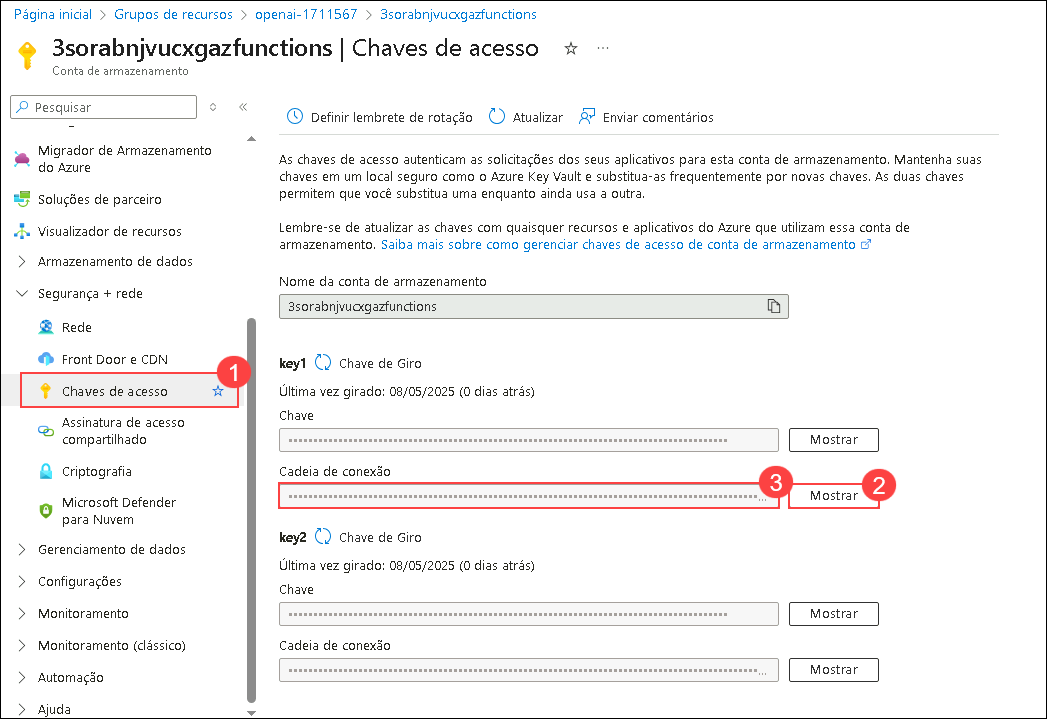 Página inicial > Grupos de recursos > openai-1711567 > 3sorabnjvucxgazfunctions
3sorabnjvucxgazfunctions | Chaves de acesso
Conta de armazenamento
Pesquisar
Migrador de Armazenamento
do Azure
Soluções de parceiro
Visualizador de recursos
Armazenamento de dados
Segurança + rede
Rede
Front Door e CDN
Chaves de acesso
1
Assinatura de acesso
compartilhado
Criptografia
Microsoft Defender
para Nuvem
Gerenciamento de dados
Configurações
Monitoramento
Monitoramento (clássico)
Automação
Ajuda
Definir lembrete de rotação
Atualizar
Enviar comentários
As chaves de acesso autenticam as solicitações dos seus aplicativos para esta conta de armazenamento. Mantenha suas
chaves em um local seguro como o Azure Key Vault e substitua-as frequentemente por novas chaves. As duas chaves
permitem que você substitua uma enquanto ainda usa a outra.
Lembre-se de atualizar as chaves com quaisquer recursos e aplicativos do Azure que utilizam essa conta de
armazenamento. Saiba mais sobre como gerenciar chaves de acesso de conta de armazenamento
Nome da conta de armazenamento
3sorabnjvucxgazfunctions
key1 Chave de Giro
Última vez girado: 08/05/2025 (0 dias atrás)
Chave
Mostrar
Cadeia de conexão
3
Mostrar
2
key2 Chave de Giro
Última vez girado: 08/05/2025 (0 dias atrás)
Chave
Mostrar
Cadeia de conexão
Mostrar